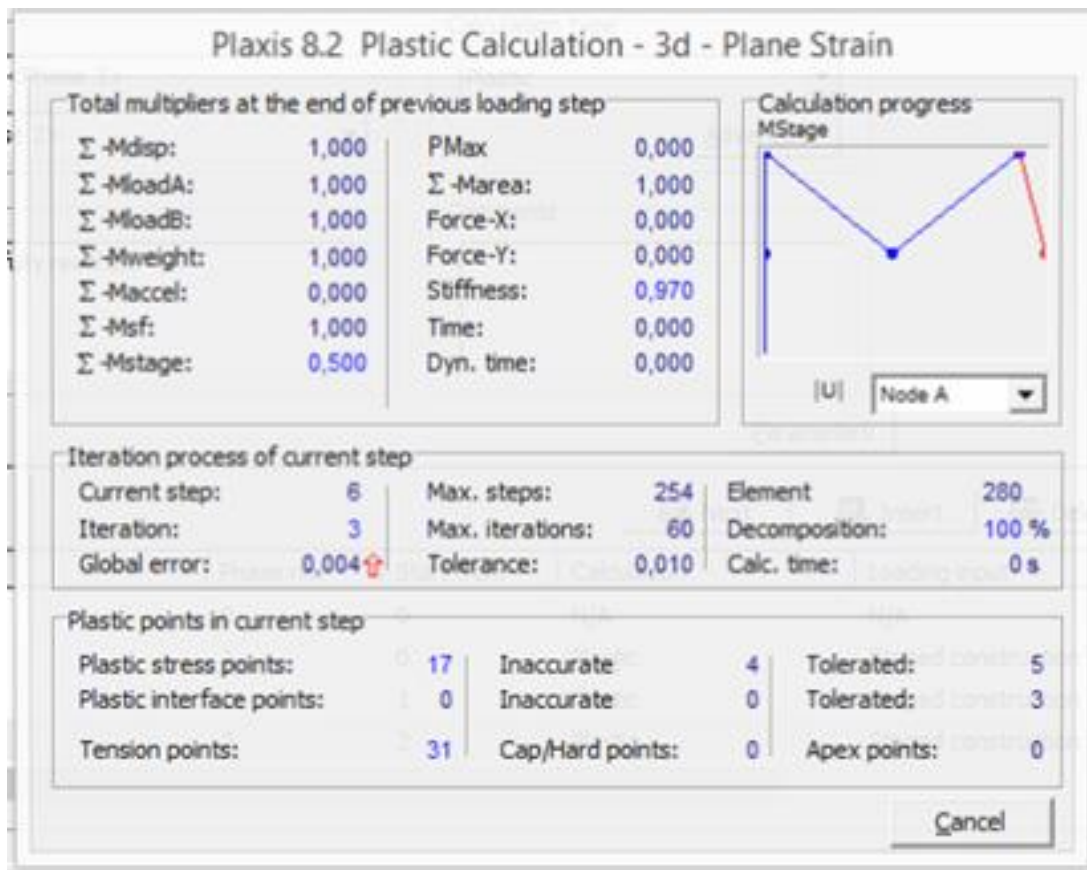 Plaxis 8.2 Plastic Calculation - 3d - Plane Strain
Total multipliers at the end of previous loading step
Σ -Mdisp: 1,000 PMax 0,000
Σ -MloadA: 1,000 Σ -Marea: 1,000
Σ -MloadB: 1,000 Force-X: 0,000
Σ -Mweight: 1,000 Force-Y: 0,000
Σ -Maccel: 0,000 Stiffness: 0,970
Σ -Msf: 1,000 Time: 0,000
Σ -Mstage: 0,500 Dyn. time: 0,000
Calculation progress
MStage
|U| Node A
Iteration process of current step
Current step: 6 Max. steps: 254 Element 280
Iteration: 3 Max. iterations: 60 Decomposition: 100 %
Global error: 0,004 Tolerance: 0,010 Calc. time: 0 s
Plastic points in current step
Plastic stress points: 17 Inaccurate 4 Tolerated: 5
Plastic interface points: 0 Inaccurate 0 Tolerated: 3
Tension points: 31 Cap/Hard points: 0 Apex points: 0
Cancel